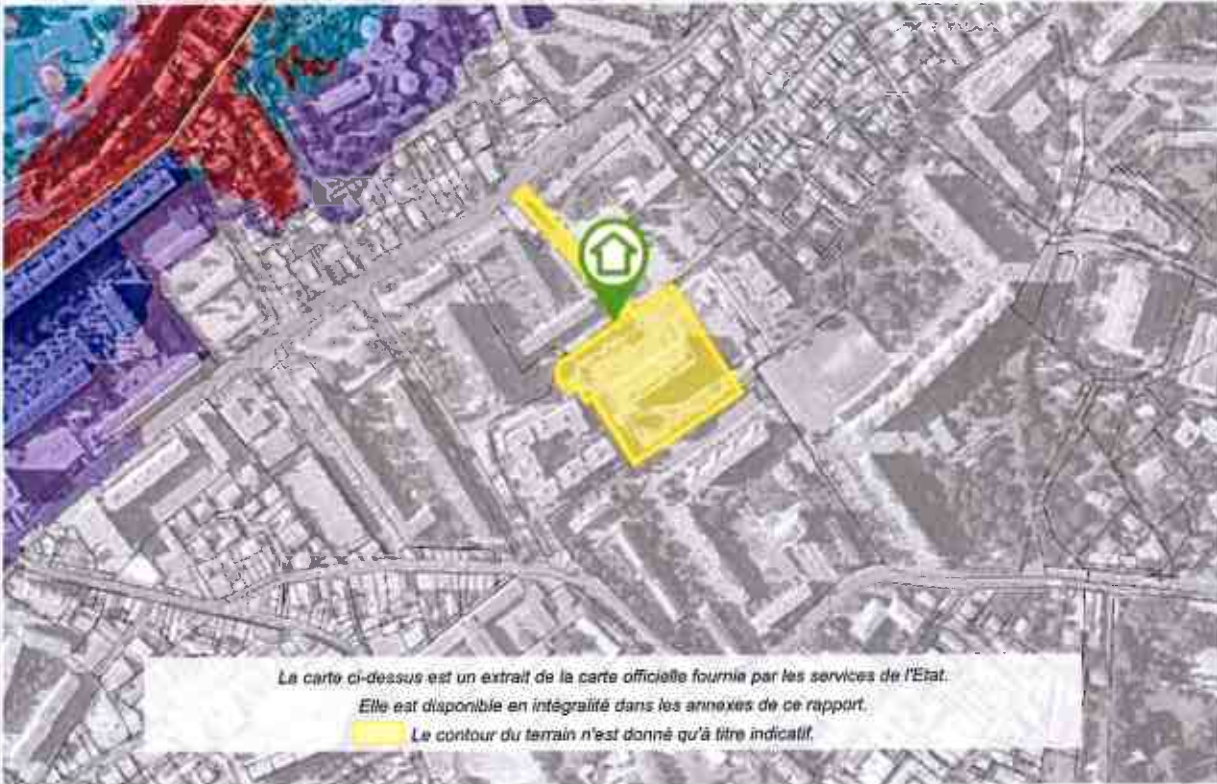 La carte ci-dessus est un extrait de la carte officielle fournie par les services de l'Etat.
Elle est disponible en intégralité dans les annexes de ce rapport.
Le contour du terrain n'est donné qu'à titre indicatif.